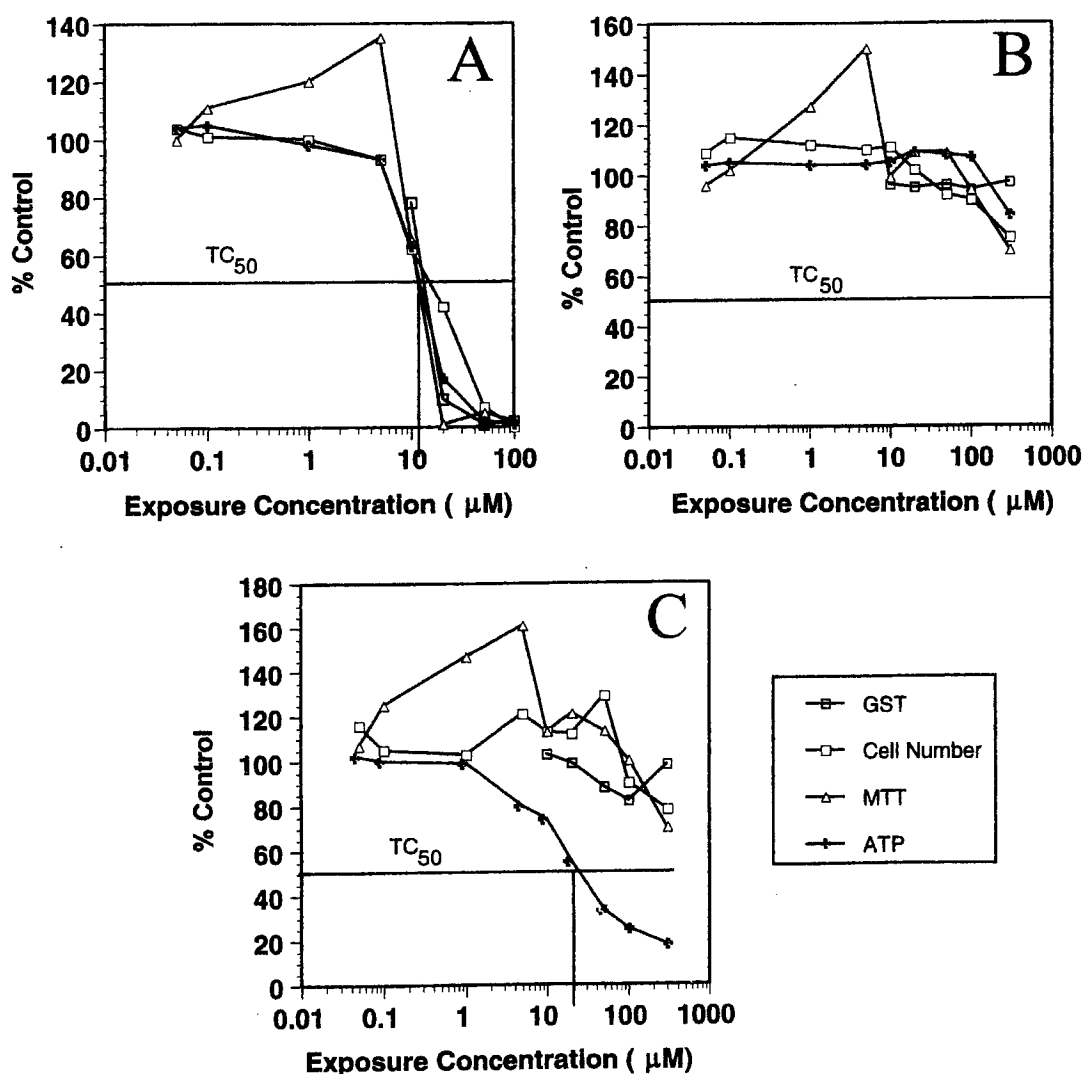 A
% Control
140
120
100
80
60
40
20
0
TC50
0.01 0.1 1 10 100
Exposure Concentration ( µM)
B
% Control
160
140
120
100
80
60
40
20
0
TC50
0.01 0.1 1 10 100 1000
Exposure Concentration ( µM)
C
% Control
180
160
140
120
100
80
60
40
20
0
TC50
0.01 0.1 1 10 100 1000
Exposure Concentration ( µM)
GST
Cell Number
MTT
ATP